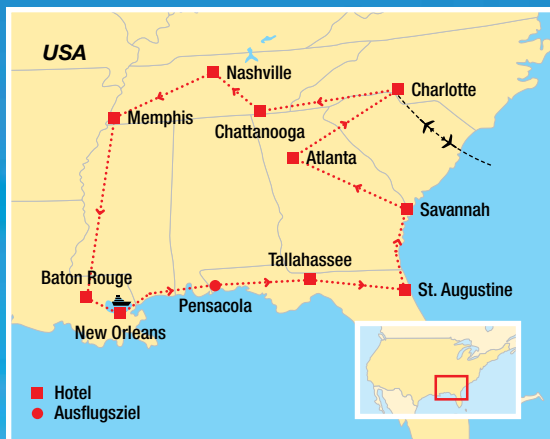 USA
Nashville
Charlotte
Memphis
Chattanooga
Atlanta
Savannah
Tallahassee
Baton Rouge
St. Augustine
Pensacola
New Orleans
Hotel
Ausflugsziel